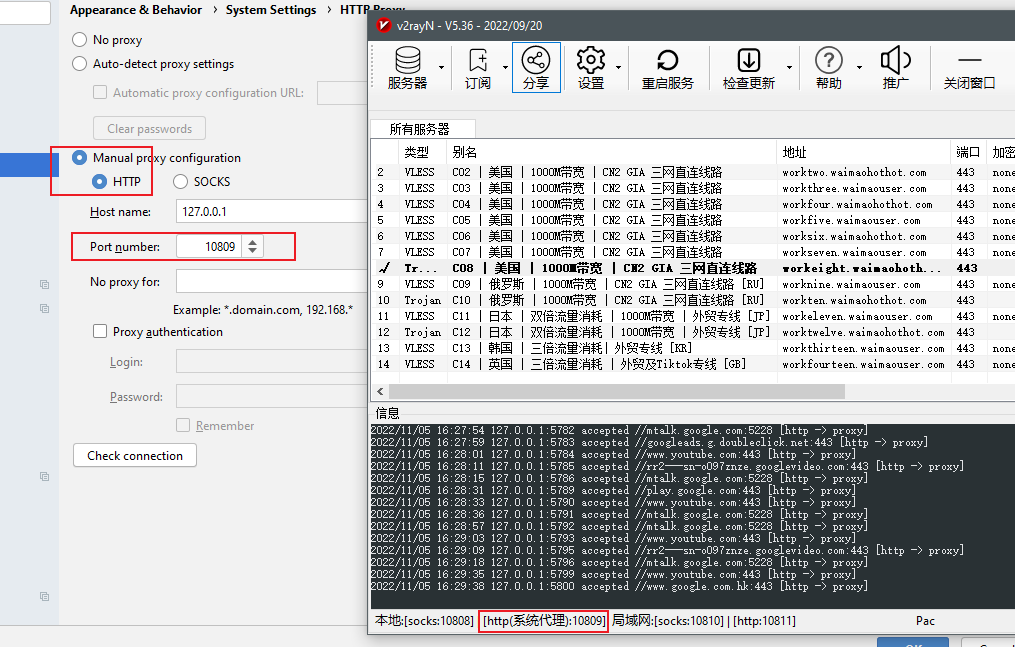 Appearance & Behavior › System Settings › HTTP Proxy
No proxy
Auto-detect proxy settings
Automatic proxy configuration URL:
Clear passwords
Manual proxy configuration
HTTP SOCKS
Host name: 127.0.0.1
Port number: 10809
No proxy for:
Example: *.domain.com, 192.168.*
Proxy authentication
Login:
Password:
Remember
Check connection
v2rayN - V5.36 - 2022/09/20
服务器 订阅 分享 设置 重启服务 检查更新 帮助 推广 关闭窗口
所有服务器
类型 别名 地址 端口 加密
2 VLESS C02 | 美国 | 1000M带宽 | CN2 GIA 三网直连线路 worktwo.waimaohothot.com 443 none
3 VLESS C03 | 美国 | 1000M带宽 | CN2 GIA 三网直连线路 workthree.waimaouser.com 443 none
4 VLESS C04 | 美国 | 1000M带宽 | CN2 GIA 三网直连线路 workfour.waimaohothot.com 443 none
5 VLESS C05 | 美国 | 1000M带宽 | CN2 GIA 三网直连线路 workfive.waimaouser.com 443 none
6 VLESS C06 | 美国 | 1000M带宽 | CN2 GIA 三网直连线路 worksix.waimaohothot.com 443 none
7 VLESS C07 | 美国 | 1000M带宽 | CN2 GIA 三网直连线路 workseven.waimaouser.com 443 none
✓ Tr... C08 | 美国 | 1000M带宽 | CN2 GIA 三网直连线路 workeight.waimaohoth... 443
9 VLESS C09 | 俄罗斯 | 1000M带宽 | CN2 GIA 三网直连线路 [RU] worknine.waimaouser.com 443 none
10 Trojan C10 | 俄罗斯 | 1000M带宽 | CN2 GIA 三网直连线路 [RU] workten.waimaohothot.com 443
11 VLESS C11 | 日本 | 双倍流量消耗 | 1000M带宽 | 外贸专线 [JP] workeleven.waimaouser.com 443 none
12 Trojan C12 | 日本 | 双倍流量消耗 | 1000M带宽 | 外贸专线 [JP] worktwelve.waimaohothot.com 443
13 VLESS C13 | 韩国 | 三倍流量消耗| 外贸专线 [KR] workthirteen.waimaouser.com 443 none
14 VLESS C14 | 英国 | 三倍流量消耗 | 外贸及Tiktok专线 [GB] workfourteen.waimaouser.com 443 none
信息
2022/11/05 16:27:54 127.0.0.1:5782 accepted //mtalk.google.com:5228 [http -> proxy]
2022/11/05 16:27:59 127.0.0.1:5783 accepted //googleads.g.doubleclick.net:443 [http -> proxy]
2022/11/05 16:28:01 127.0.0.1:5784 accepted //www.youtube.com:443 [http -> proxy]
2022/11/05 16:28:11 127.0.0.1:5785 accepted //rr2---sn-o097znze.googlevideo.com:443 [http -> proxy]
2022/11/05 16:28:15 127.0.0.1:5786 accepted //mtalk.google.com:5228 [http -> proxy]
2022/11/05 16:28:31 127.0.0.1:5789 accepted //play.google.com:443 [http -> proxy]
2022/11/05 16:28:33 127.0.0.1:5790 accepted //www.youtube.com:443 [http -> proxy]
2022/11/05 16:28:36 127.0.0.1:5791 accepted //mtalk.google.com:5228 [http -> proxy]
2022/11/05 16:28:57 127.0.0.1:5792 accepted //mtalk.google.com:5228 [http -> proxy]
2022/11/05 16:29:03 127.0.0.1:5793 accepted //www.youtube.com:443 [http -> proxy]
2022/11/05 16:29:09 127.0.0.1:5795 accepted //rr2---sn-o097znze.googlevideo.com:443 [http -> proxy]
2022/11/05 16:29:18 127.0.0.1:5796 accepted //mtalk.google.com:5228 [http -> proxy]
2022/11/05 16:29:35 127.0.0.1:5799 accepted //www.youtube.com:443 [http -> proxy]
2022/11/05 16:29:38 127.0.0.1:5800 accepted //www.google.com.hk:443 [http -> proxy]
本地:[socks:10808] [http(系统代理):10809] 局域网:[socks:10810] | [http:10811] Pac